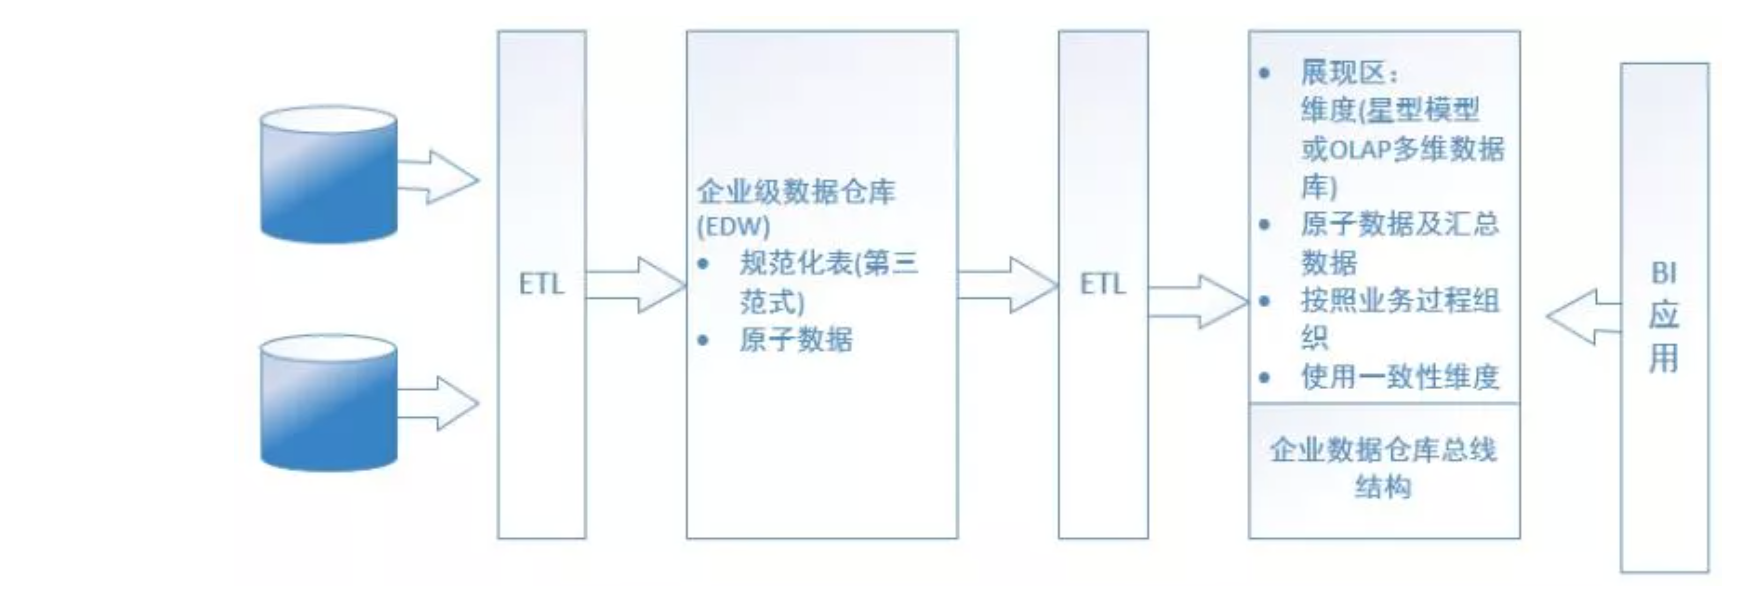 ETL
企业级数据仓库
(EDW)
• 规范化表(第三
范式)
• 原子数据
ETL
• 展现区：
维度(星型模型
或OLAP多维数据
库)
• 原子数据及汇总
数据
• 按照业务过程组
织
• 使用一致性维度
企业数据仓库总线
结构
BI
应
用